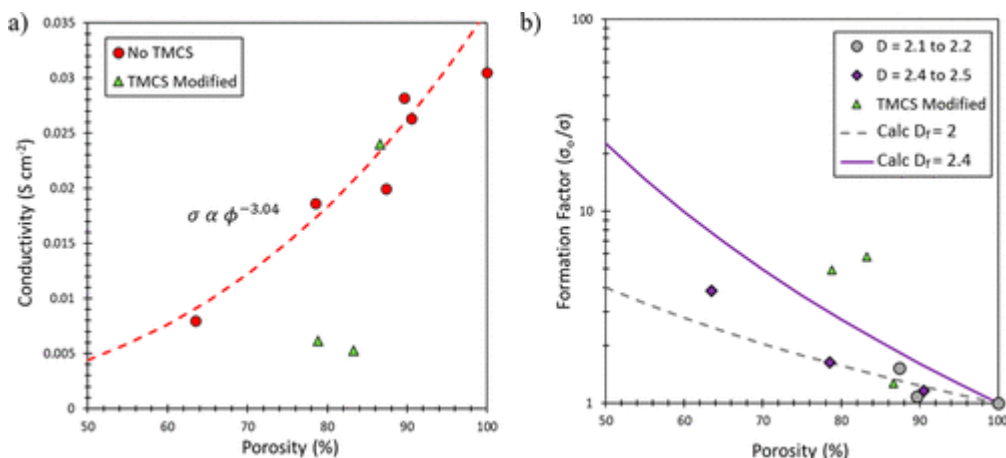 a)
0.035
0.03
0.025
0.02
0.015
0.01
0.005
0
50 60 70 80 90 100
Conductivity (S cm⁻²)
Porosity (%)
No TMCS
TMCS Modified
σ α ϕ^−3.04
b)
100
10
1
50 60 70 80 90 100
Formation Factor (σₒ/σ)
Porosity (%)
D = 2.1 to 2.2
D = 2.4 to 2.5
TMCS Modified
Calc D_f = 2
Calc D_f = 2.4